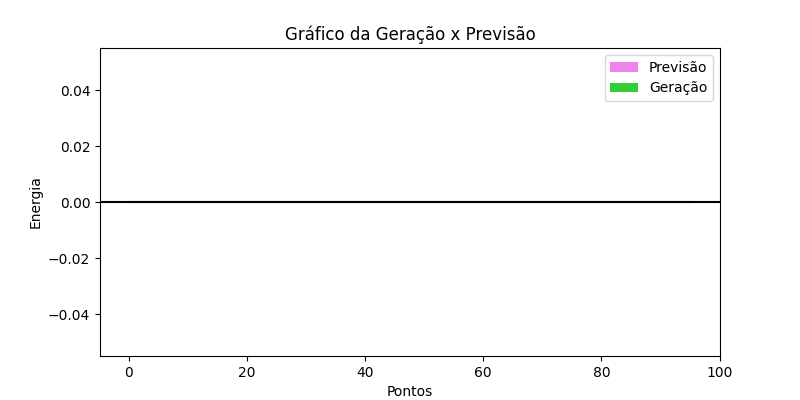 Gráfico da Geração x Previsão
Previsão
Geração
0.04
0.02
0.00
−0.02
−0.04
Energia
0 20 40 60 80 100
Pontos